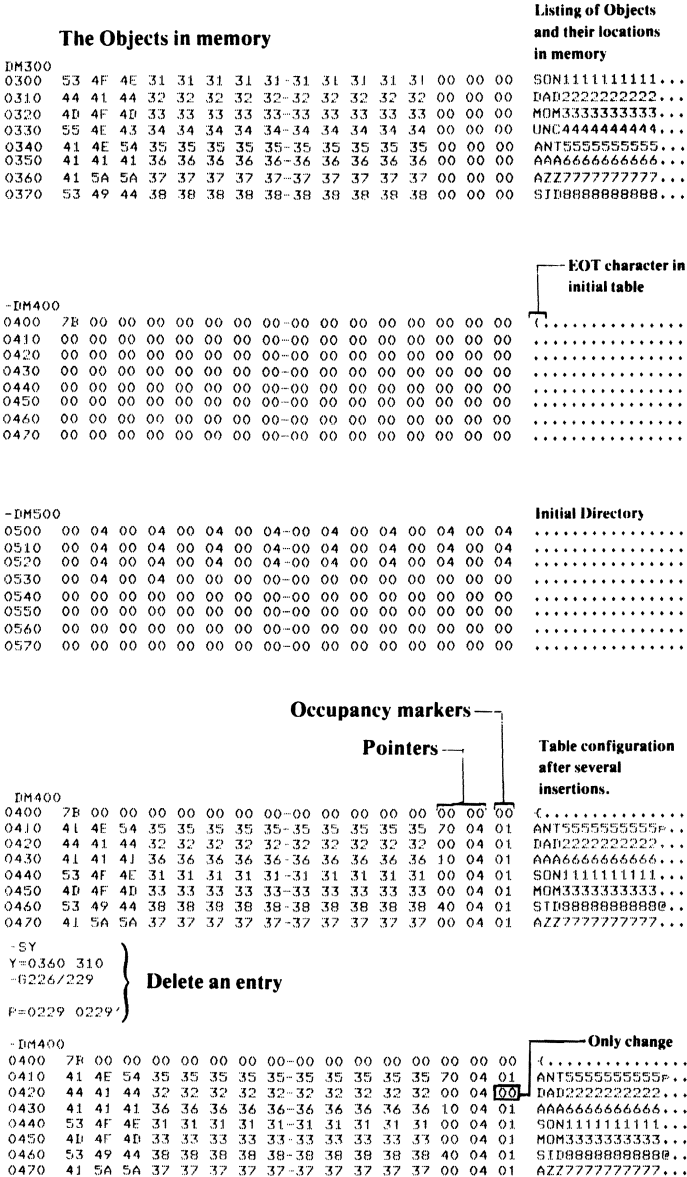 The Objects in memory
Listing of Objects
and their locations
in memory
DM300
0300 53 4F 4E 31 31 31 31 31-31 31 31 31 31 00 00 00 SON1111111111...
0310 44 41 44 32 32 32 32 32-32 32 32 32 32 00 00 00 DAD2222222222...
0320 4D 4F 4D 33 33 33 33 33-33 33 33 33 33 00 00 00 MOM3333333333...
0330 55 4E 43 34 34 34 34 34-34 34 34 34 34 00 00 00 UNC4444444444...
0340 41 4E 54 35 35 35 35 35-35 35 35 35 35 00 00 00 ANT5555555555...
0350 41 41 41 36 36 36 36 36-36 36 36 36 36 00 00 00 AAA6666666666...
0360 41 5A 5A 37 37 37 37 37-37 37 37 37 37 00 00 00 AZZ7777777777...
0370 53 49 44 38 38 38 38 38-38 38 38 38 38 00 00 00 SID8888888888...
EOT character in
initial table
-DM400
0400 7B 00 00 00 00 00 00 00-00 00 00 00 00 00 00 00 {...............
0410 00 00 00 00 00 00 00 00-00 00 00 00 00 00 00 00 ................
0420 00 00 00 00 00 00 00 00-00 00 00 00 00 00 00 00 ................
0430 00 00 00 00 00 00 00 00-00 00 00 00 00 00 00 00 ................
0440 00 00 00 00 00 00 00 00-00 00 00 00 00 00 00 00 ................
0450 00 00 00 00 00 00 00 00-00 00 00 00 00 00 00 00 ................
0460 00 00 00 00 00 00 00 00-00 00 00 00 00 00 00 00 ................
0470 00 00 00 00 00 00 00 00-00 00 00 00 00 00 00 00 ................
-DM500
Initial Directory
0500 00 04 00 04 00 04 00 04-00 04 00 04 00 04 00 04 ................
0510 00 04 00 04 00 04 00 04-00 04 00 04 00 04 00 04 ................
0520 00 04 00 04 00 04 00 04-00 04 00 04 00 04 00 04 ................
0530 00 04 00 04 00 00 00 00-00 00 00 00 00 00 00 00 ................
0540 00 00 00 00 00 00 00 00-00 00 00 00 00 00 00 00 ................
0550 00 00 00 00 00 00 00 00-00 00 00 00 00 00 00 00 ................
0560 00 00 00 00 00 00 00 00-00 00 00 00 00 00 00 00 ................
0570 00 00 00 00 00 00 00 00-00 00 00 00 00 00 00 00 ................
Occupancy markers
Pointers
Table configuration
after several
insertions.
DM400
0400 7B 00 00 00 00 00 00 00-00 00 00 00 00 00 00 00 {...............
0410 41 4E 54 35 35 35 35 35-35 35 35 35 35 70 04 01 ANT5555555555p..
0420 44 41 44 32 32 32 32 32-32 32 32 32 32 00 04 01 DAD2222222222...
0430 41 41 41 36 36 36 36 36-36 36 36 36 36 10 04 01 AAA6666666666...
0440 53 4F 4E 31 31 31 31 31-31 31 31 31 31 00 04 01 SON1111111111...
0450 4D 4F 4D 33 33 33 33 33-33 33 33 33 33 00 04 01 MOM3333333333...
0460 53 49 44 38 38 38 38 38-38 38 38 38 38 40 04 01 SID8888888888@..
0470 41 5A 5A 37 37 37 37 37-37 37 37 37 37 00 04 01 AZZ7777777777...
-SY
Y=0360 310
-G226/229
Delete an entry
P=0229 0229'
-DM400
Only change
0400 7B 00 00 00 00 00 00 00-00 00 00 00 00 00 00 00 {...............
0410 41 4E 54 35 35 35 35 35-35 35 35 35 35 70 04 01 ANT5555555555p..
0420 44 41 44 32 32 32 32 32-32 32 32 32 32 00 04 00 DAD2222222222...
0430 41 41 41 36 36 36 36 36-36 36 36 36 36 10 04 01 AAA6666666666...
0440 53 4F 4E 31 31 31 31 31-31 31 31 31 31 00 04 01 SON1111111111...
0450 4D 4F 4D 33 33 33 33 33-33 33 33 33 33 00 04 01 MOM3333333333...
0460 53 49 44 38 38 38 38 38-38 38 38 38 38 40 04 01 SID8888888888@..
0470 41 5A 5A 37 37 37 37 37-37 37 37 37 37 00 04 01 AZZ7777777777...